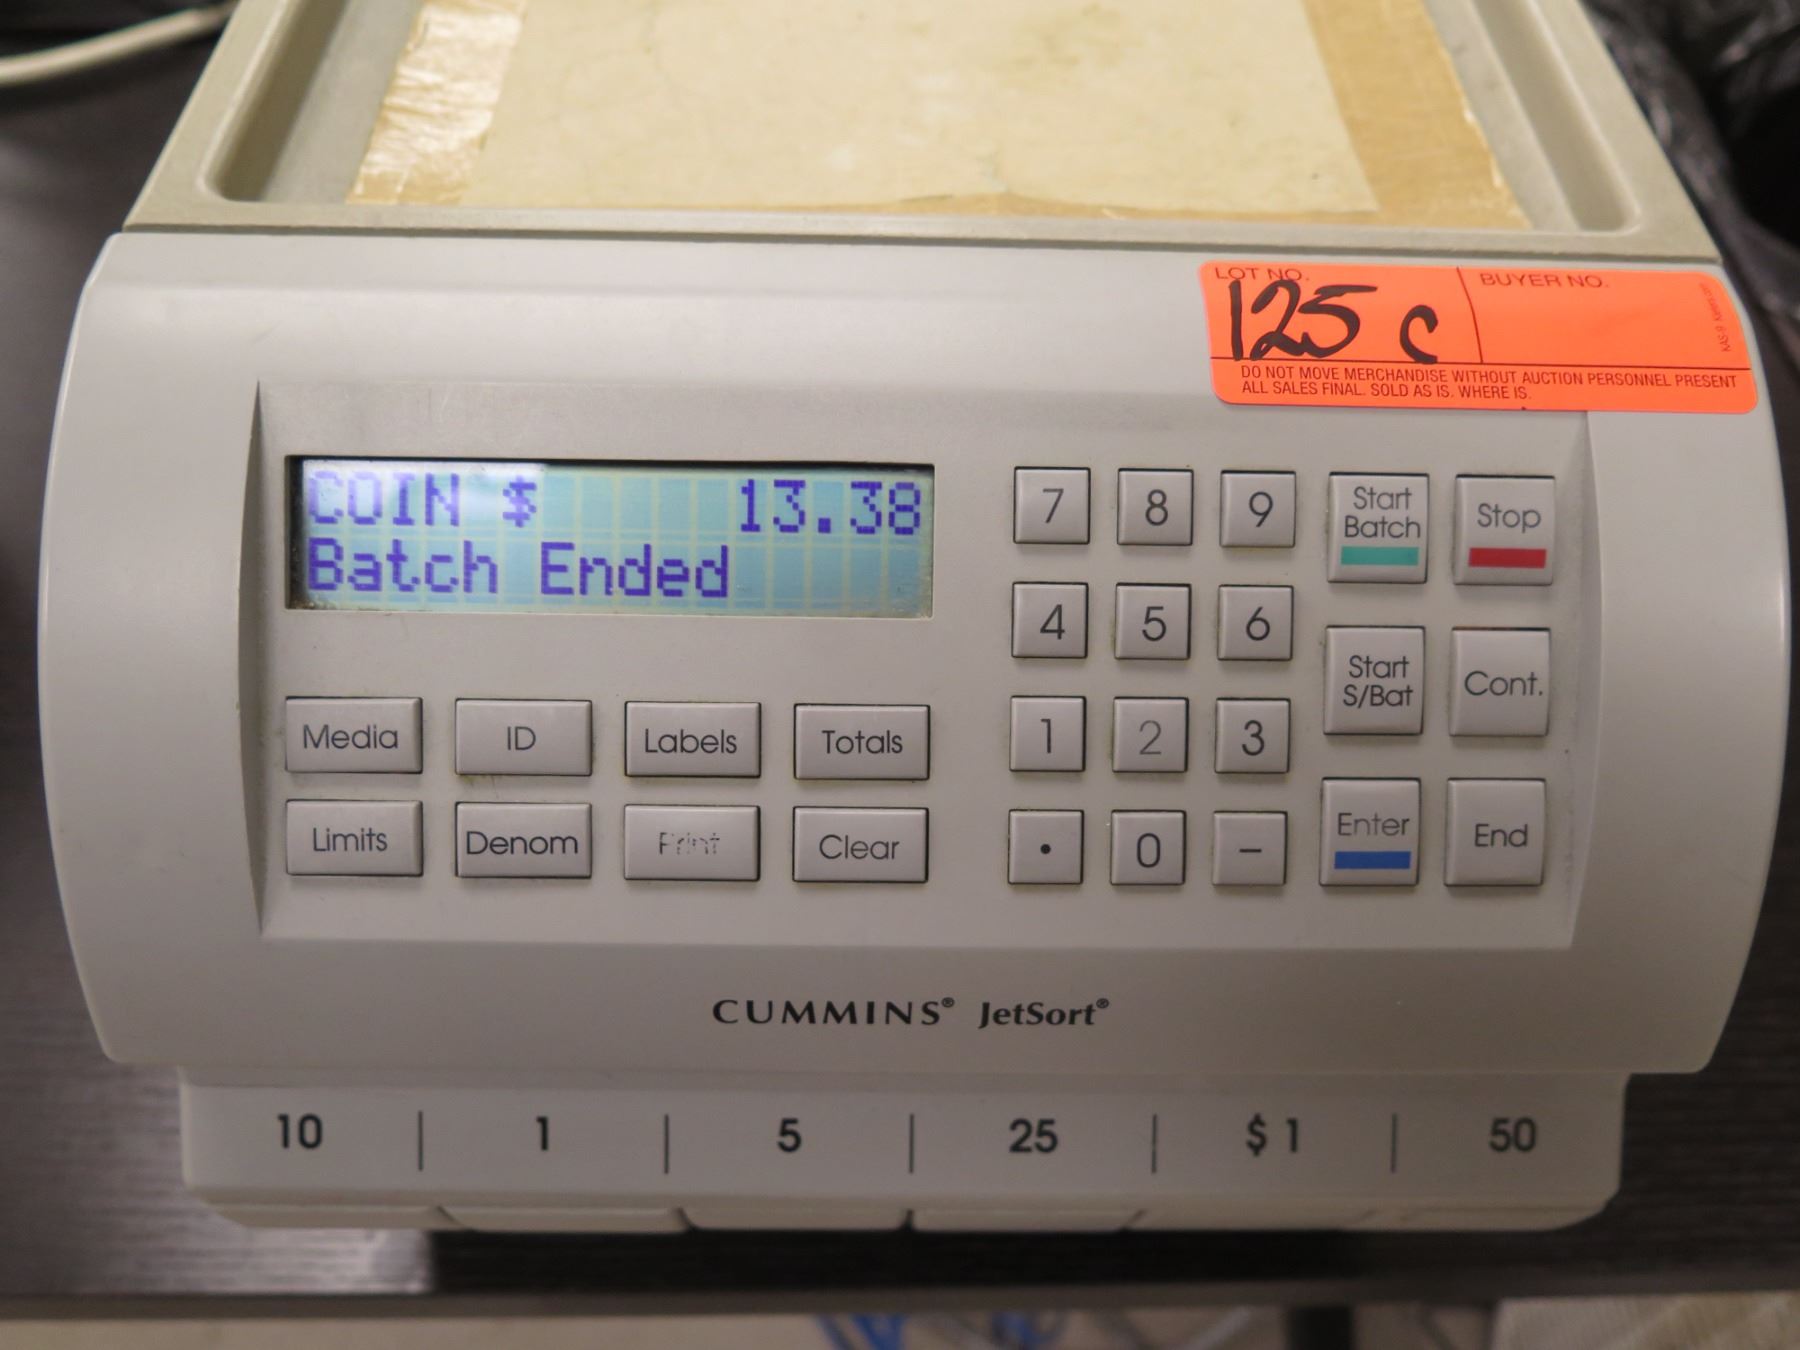 LOT NO.
BUYER NO.
125 C
DO NOT MOVE MERCHANDISE WITHOUT AUCTION PERSONNEL PRESENT
ALL SALES FINAL. SOLD AS IS. WHERE IS.
COIN $ 13.38
Batch Ended
7 8 9
Start Batch
Stop
4 5 6
Start S/Bat
Cont.
Media
ID
Labels
Totals
1 2 3
Limits
Denom
Print
Clear
. 0 -
Enter
End
CUMMINS® JetSort®
10 | 1 | 5 | 25 | $1 | 50